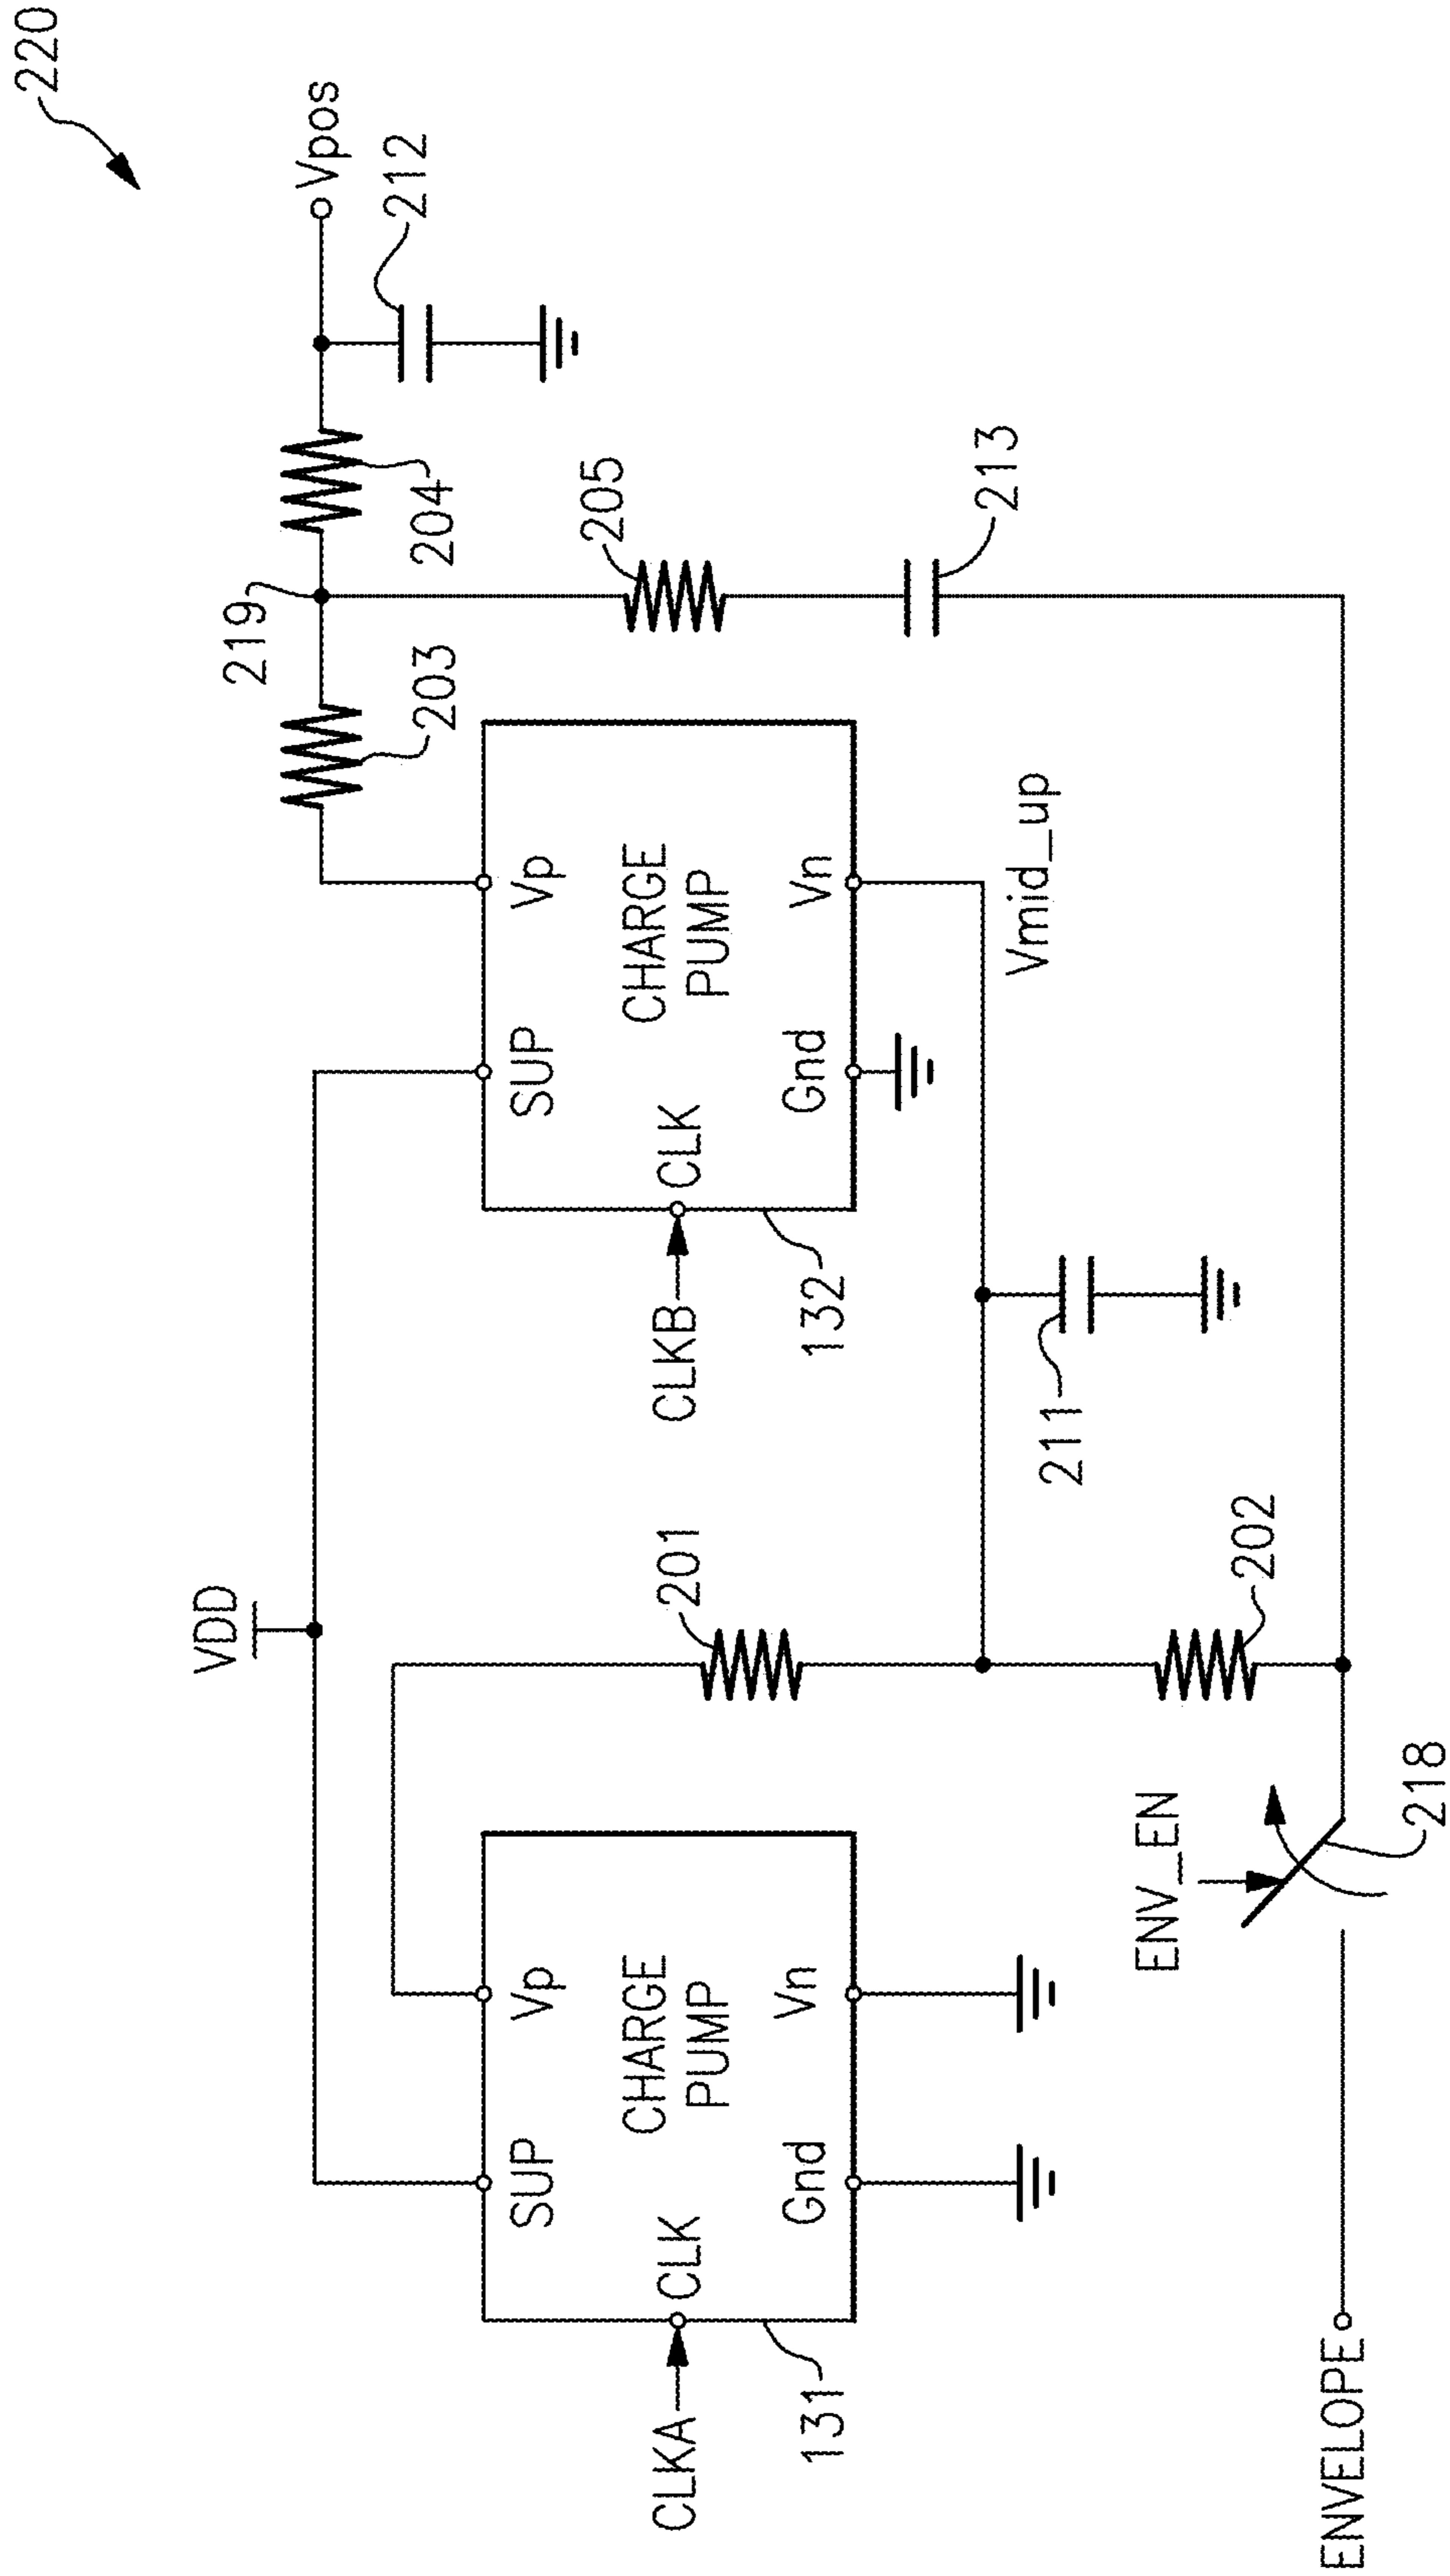 220
VDD
Vpos
219
203
204
212
SUP
Vp
SUP
Vp
201
205
CLKA
CLK
CHARGE
PUMP
CLKB
CLK
CHARGE
PUMP
Gnd
Vn
Gnd
Vn
131
132
213
Vmid_up
211
ENV_EN
202
ENVELOPE
218